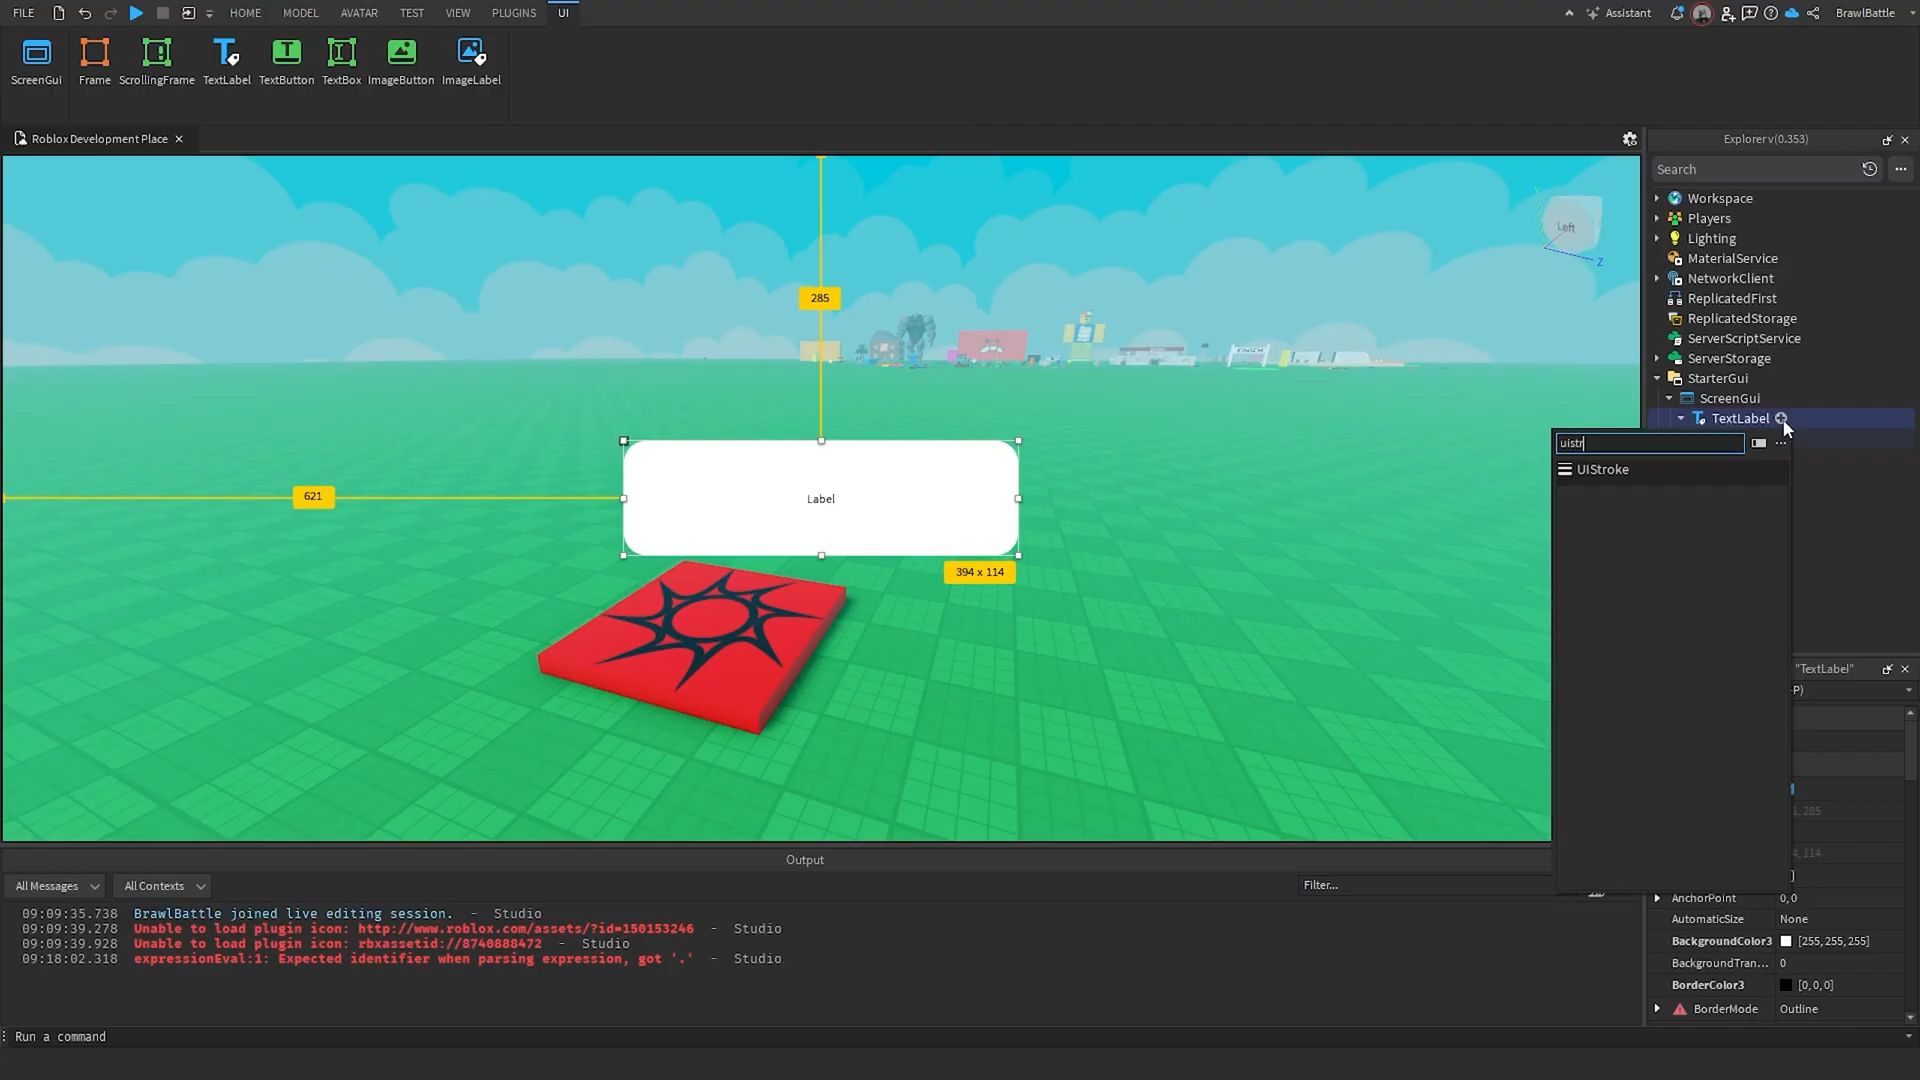 FILE
HOME
MODEL
AVATAR
TEST
VIEW
PLUGINS
UI
Assistant
BrawlBattle
ScreenGui
Frame
ScrollingFrame
TextLabel
TextButton
TextBox
ImageButton
ImageLabel
Roblox Development Place
Explorer v(0.353)
Search
Workspace
Players
Lighting
MaterialService
NetworkClient
ReplicatedFirst
ReplicatedStorage
ServerScriptService
ServerStorage
StarterGui
ScreenGui
TextLabel
uistr
UIStroke
Left
Y
Z
285
621
Label
394 x 114
"TextLabel"
P)
1, 285
4, 114
AnchorPoint 0, 0
AutomaticSize None
BackgroundColor3 [255, 255, 255]
BackgroundTran... 0
BorderColor3 [0, 0, 0]
BorderMode Outline
Output
All Messages
All Contexts
Filter...
09:09:35.738 BrawlBattle joined live editing session. - Studio
09:09:39.278 Unable to load plugin icon: http://www.roblox.com/assets/?id=150153246 - Studio
09:09:39.928 Unable to load plugin icon: rbxassetid://8740888472 - Studio
09:18:02.318 expressionEval:1: Expected identifier when parsing expression, got '.' - Studio
Run a command